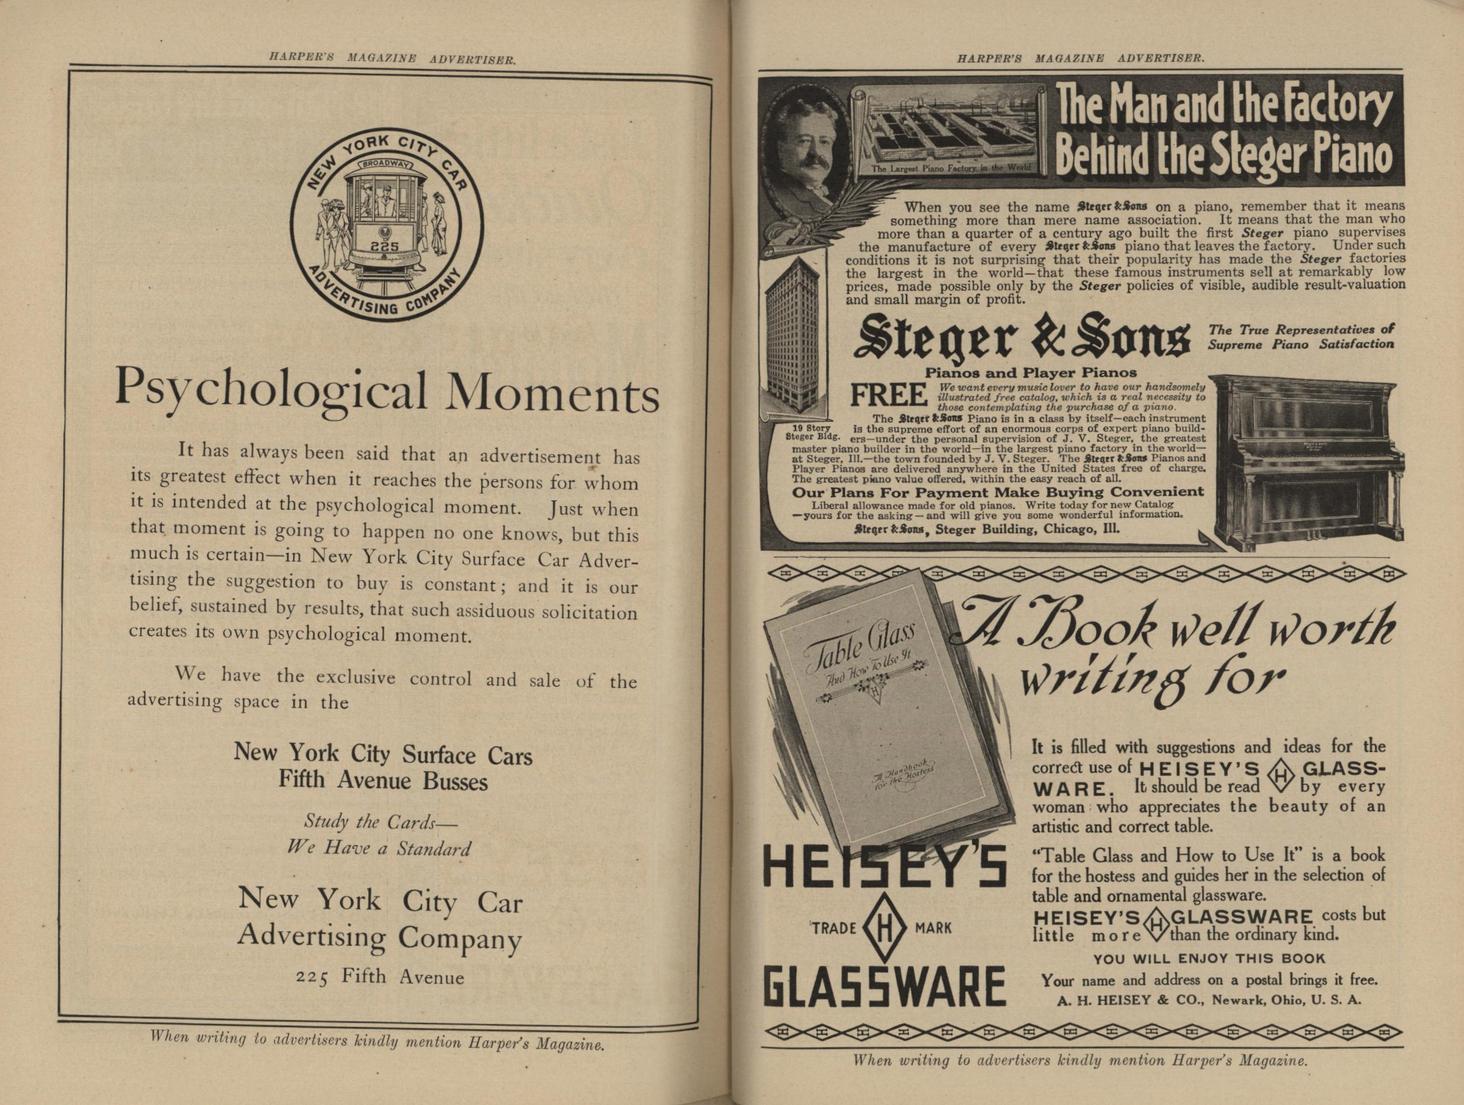 HARPER'S MAGAZINE ADVERTISER.
NEW YORK CITY CAR
BROADWAY
225
ADVERTISING COMPANY
Psychological Moments
It has always been said that an advertisement has
its greatest effect when it reaches the persons for whom
it is intended at the psychological moment. Just when
that moment is going to happen no one knows, but this
much is certain—in New York City Surface Car Adver-
tising the suggestion to buy is constant; and it is our
belief, sustained by results, that such assiduous solicitation
creates its own psychological moment.
We have the exclusive control and sale of the
advertising space in the
New York City Surface Cars
Fifth Avenue Busses
Study the Cards—
We Have a Standard
New York City Car
Advertising Company
225 Fifth Avenue
When writing to advertisers kindly mention Harper's Magazine.
HARPER'S MAGAZINE ADVERTISER.
The Man and the Factory
Behind the Steger Piano
The Largest Piano Factory in the World
When you see the name Steger & Sons on a piano, remember that it means
something more than mere name association. It means that the man who
more than a quarter of a century ago built the first Steger piano supervises
the manufacture of every Steger & Sons piano that leaves the factory. Under such
conditions it is not surprising that their popularity has made the Steger factories
the largest in the world—that these famous instruments sell at remarkably low
prices, made possible only by the Steger policies of visible, audible result-valuation
and small margin of profit.
Steger & Sons
The True Representatives of
Supreme Piano Satisfaction
Pianos and Player Pianos
FREE We want every music lover to have our handsomely
illustrated free catalog, which is a real necessity to
those contemplating the purchase of a piano.
19 Story
Steger Bldg.
The Steger & Sons Piano is in a class by itself—each instrument
is the supreme effort of an enormous corps of expert piano build-
ers—under the personal supervision of J. V. Steger, the greatest
master piano builder in the world—in the largest piano factory in the world—
at Steger, Ill.—the town founded by J. V. Steger. The Steger & Sons Pianos and
Player Pianos are delivered anywhere in the United States free of charge.
The greatest piano value offered, within the easy reach of all.
Our Plans For Payment Make Buying Convenient
Liberal allowance made for old pianos. Write today for new Catalog
—yours for the asking—and will give you some wonderful information.
Steger & Sons, Steger Building, Chicago, Ill.
A Book well worth
writing for
Table Glass
And How To Use It
H
A Handbook
for the Hostess
It is filled with suggestions and ideas for the
correct use of HEISEY'S H GLASS-
WARE. It should be read by every
woman who appreciates the beauty of an
artistic and correct table.
"Table Glass and How to Use It" is a book
for the hostess and guides her in the selection of
table and ornamental glassware.
HEISEY'S H GLASSWARE costs but
little more than the ordinary kind.
YOU WILL ENJOY THIS BOOK
Your name and address on a postal brings it free.
A. H. HEISEY & CO., Newark, Ohio, U. S. A.
HEISEY'S
TRADE H MARK
GLASSWARE
When writing to advertisers kindly mention Harper's Magazine.